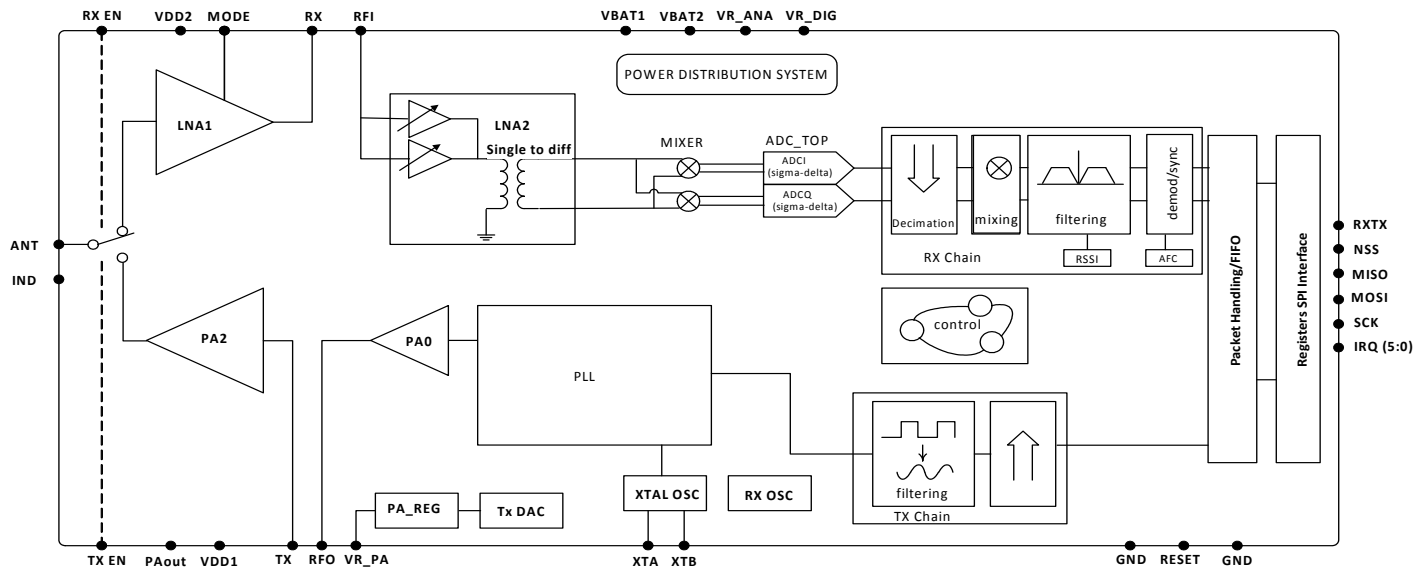 RX EN
VDD2
MODE
RX
RFI
VBAT1
VBAT2
VR_ANA
VR_DIG
POWER DISTRIBUTION SYSTEM
LNA1
LNA2
Single to diff
MIXER
ADC_TOP
ADCI
(sigma-delta)
ADCQ
(sigma-delta)
Decimation
mixing
filtering
demod/sync
RSSI
AFC
RX Chain
Packet Handling/FIFO
Registers SPI Interface
ANT
IND
RXTX
NSS
MISO
MOSI
SCK
IRQ (5:0)
control
PA2
PA0
PLL
filtering
TX Chain
XTAL OSC
RX OSC
PA_REG
Tx DAC
TX EN
PAout
VDD1
TX
RFO
VR_PA
XTA
XTB
GND
RESET
GND